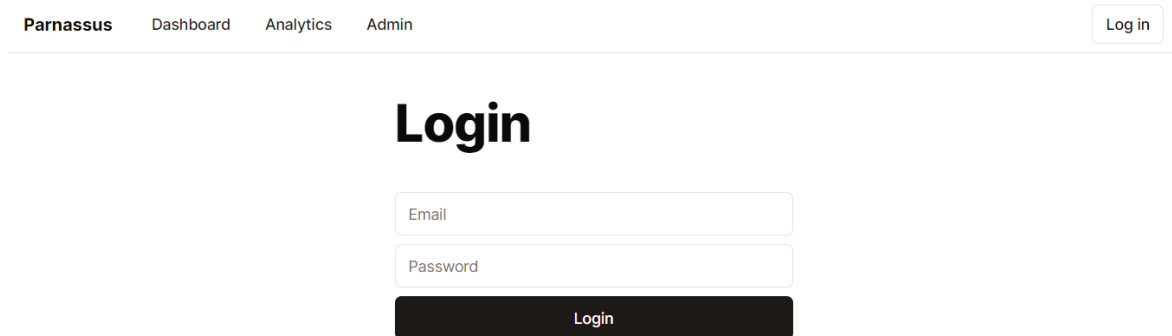 Parnassus Dashboard Analytics Admin Log in
Login
Email
Password
Login